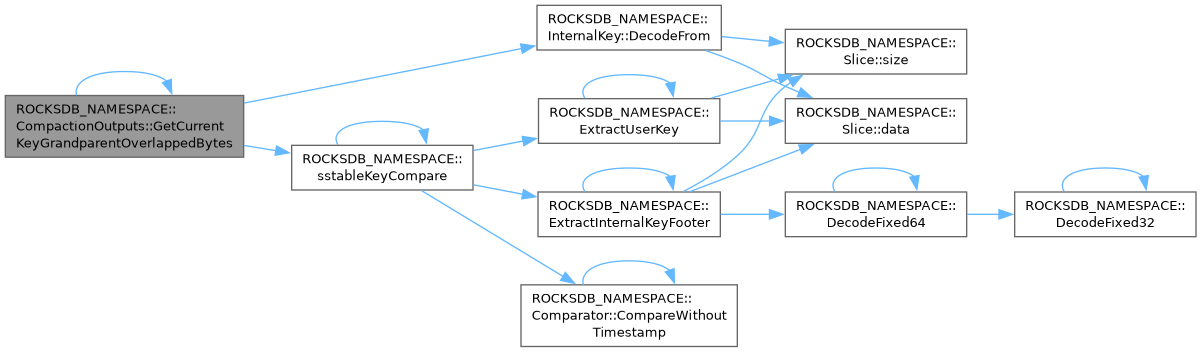 ROCKSDB_NAMESPACE::
CompactionOutputs::GetCurrent
KeyGrandparentOverlappedBytes
ROCKSDB_NAMESPACE::
InternalKey::DecodeFrom
ROCKSDB_NAMESPACE::
Slice::size
ROCKSDB_NAMESPACE::
Slice::data
ROCKSDB_NAMESPACE::
sstableKeyCompare
ROCKSDB_NAMESPACE::
ExtractUserKey
ROCKSDB_NAMESPACE::
ExtractInternalKeyFooter
ROCKSDB_NAMESPACE::
DecodeFixed64
ROCKSDB_NAMESPACE::
DecodeFixed32
ROCKSDB_NAMESPACE::
Comparator::CompareWithout
Timestamp